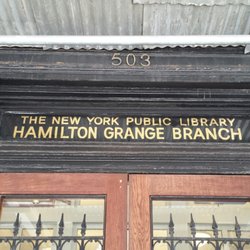 503
THE NEW YORK PUBLIC LIBRARY
HAMILTON GRANGE BRANCH